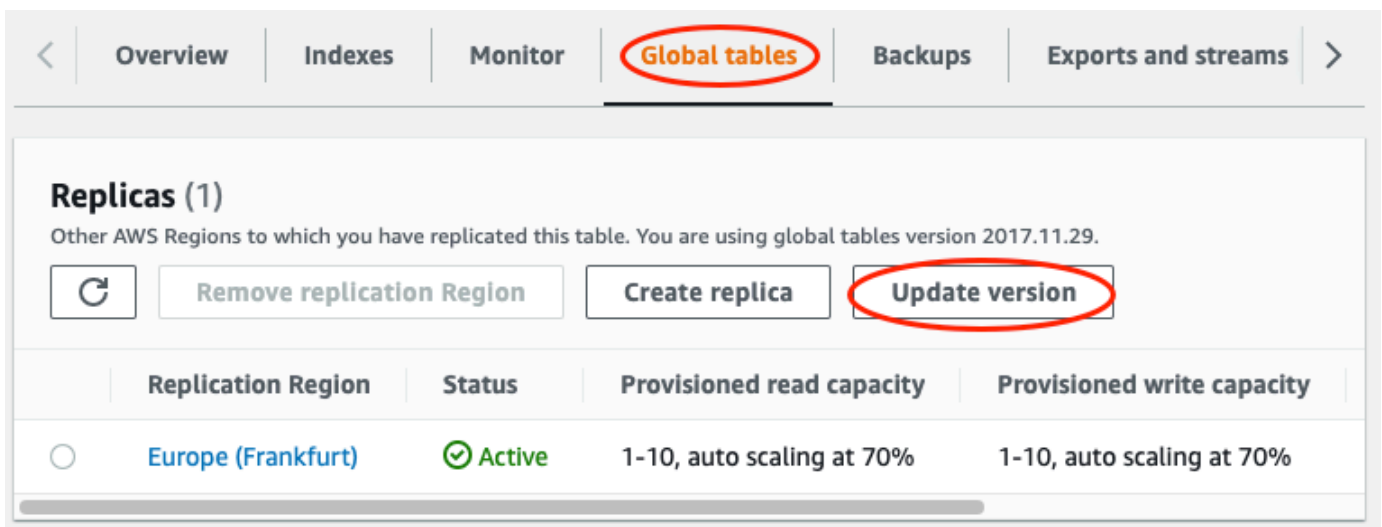 Overview Indexes Monitor Global tables Backups Exports and streams
Replicas (1)
Other AWS Regions to which you have replicated this table. You are using global tables version 2017.11.29.
Remove replication Region Create replica Update version
Replication Region Status Provisioned read capacity Provisioned write capacity
Europe (Frankfurt) Active 1-10, auto scaling at 70% 1-10, auto scaling at 70%